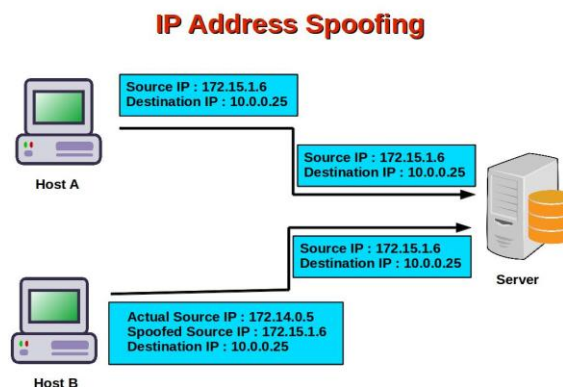 IP Address Spoofing
Source IP : 172.15.1.6
Destination IP : 10.0.0.25
Host A
Source IP : 172.15.1.6
Destination IP : 10.0.0.25
Source IP : 172.15.1.6
Destination IP : 10.0.0.25
Server
Actual Source IP : 172.14.0.5
Spoofed Source IP : 172.15.1.6
Destination IP : 10.0.0.25
Host B